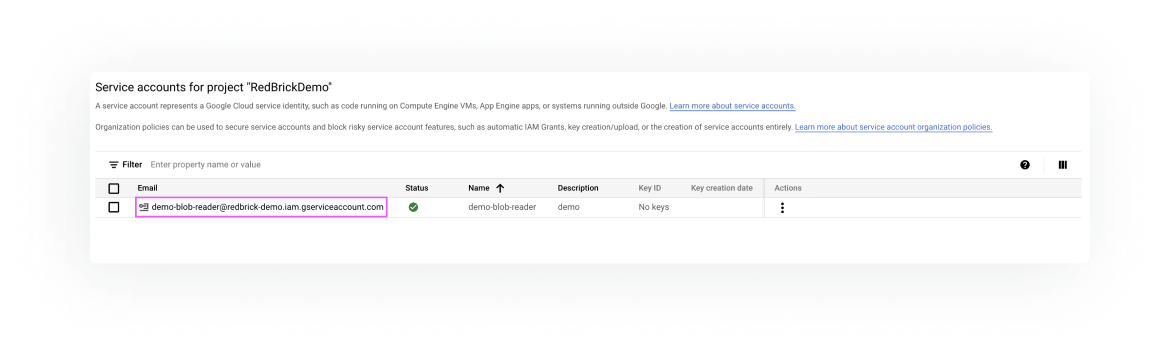 Service accounts for project "RedBrickDemo"
A service account represents a Google Cloud service identity, such as code running on Compute Engine VMs, App Engine apps, or systems running outside Google. Learn more about service accounts.
Organization policies can be used to secure service accounts and block risky service account features, such as automatic IAM Grants, key creation/upload, or the creation of service accounts entirely. Learn more about service account organization policies.
Filter Enter property name or value
Email Status Name Description Key ID Key creation date Actions
demo-blob-reader@redbrick-demo.iam.gserviceaccount.com demo-blob-reader demo No keys